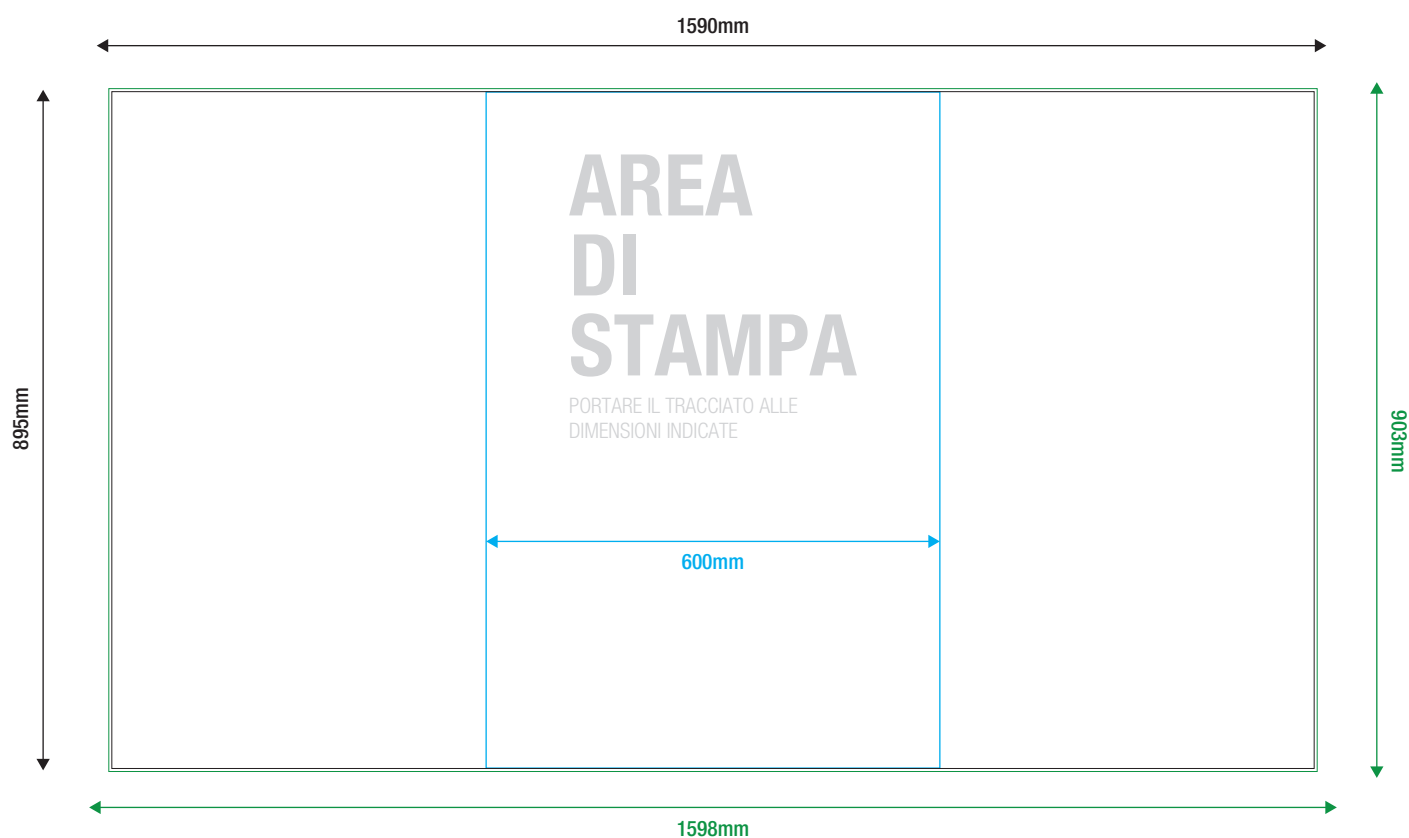 1590mm
AREA
DI
STAMPA
PORTARE IL TRACCIATO ALLE
DIMENSIONI INDICATE
895mm
903mm
600mm
1598mm